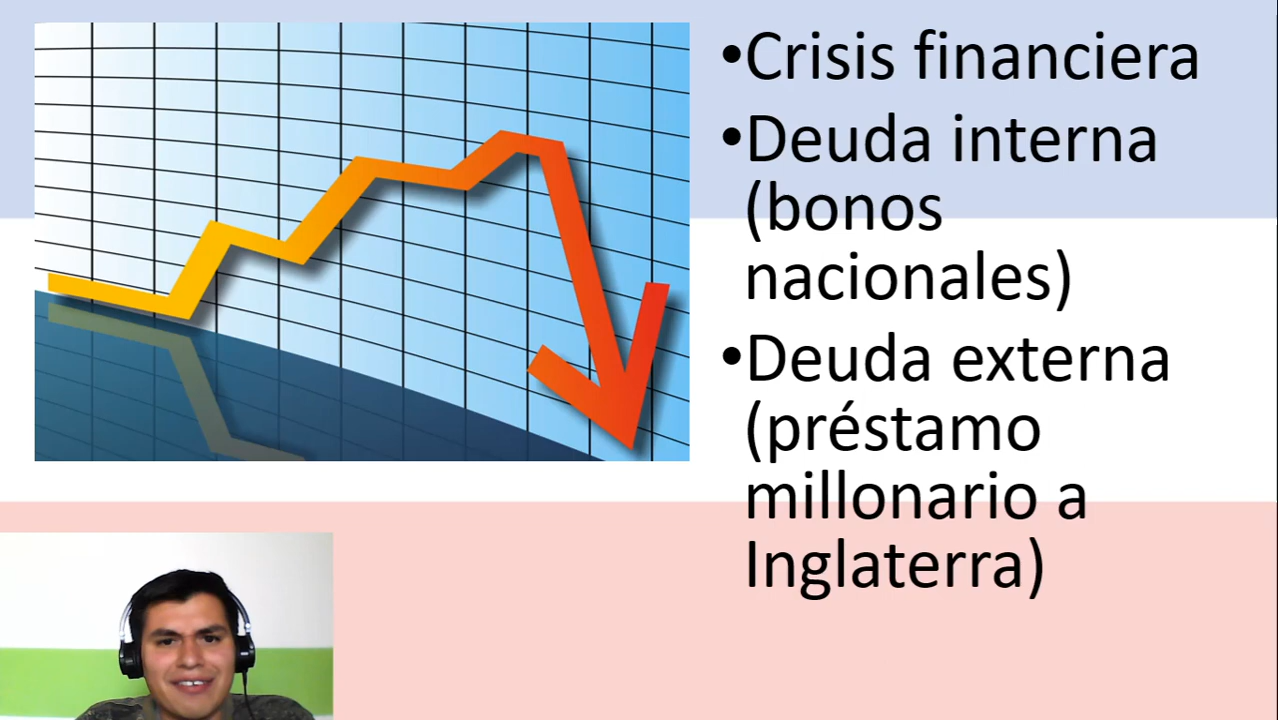 •Crisis financiera
•Deuda interna
(bonos
nacionales)
•Deuda externa
(préstamo
millonario a
Inglaterra)